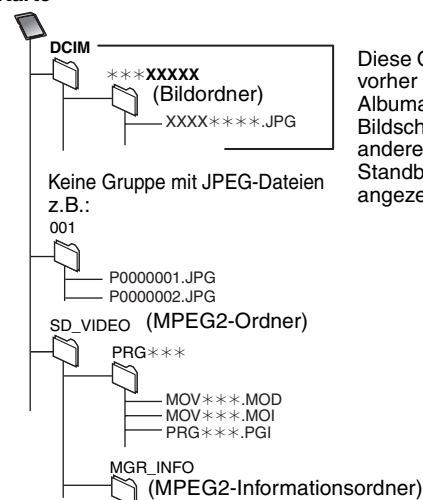 DCIM
∗∗∗XXXXX
(Bildordner)
XXXX∗∗∗∗.JPG
Diese
vorher
Bildsch
andere
Standb
angeze
Keine Gruppe mit JPEG-Dateien
z.B.:
001
P0000001.JPG
P0000002.JPG
SD_VIDEO (MPEG2-Ordner)
PRG∗∗∗
MOV∗∗∗.MOD
MOV∗∗∗.MOI
PRG∗∗∗.PGI
MGR_INFO
(MPEG2-Informationsordner)